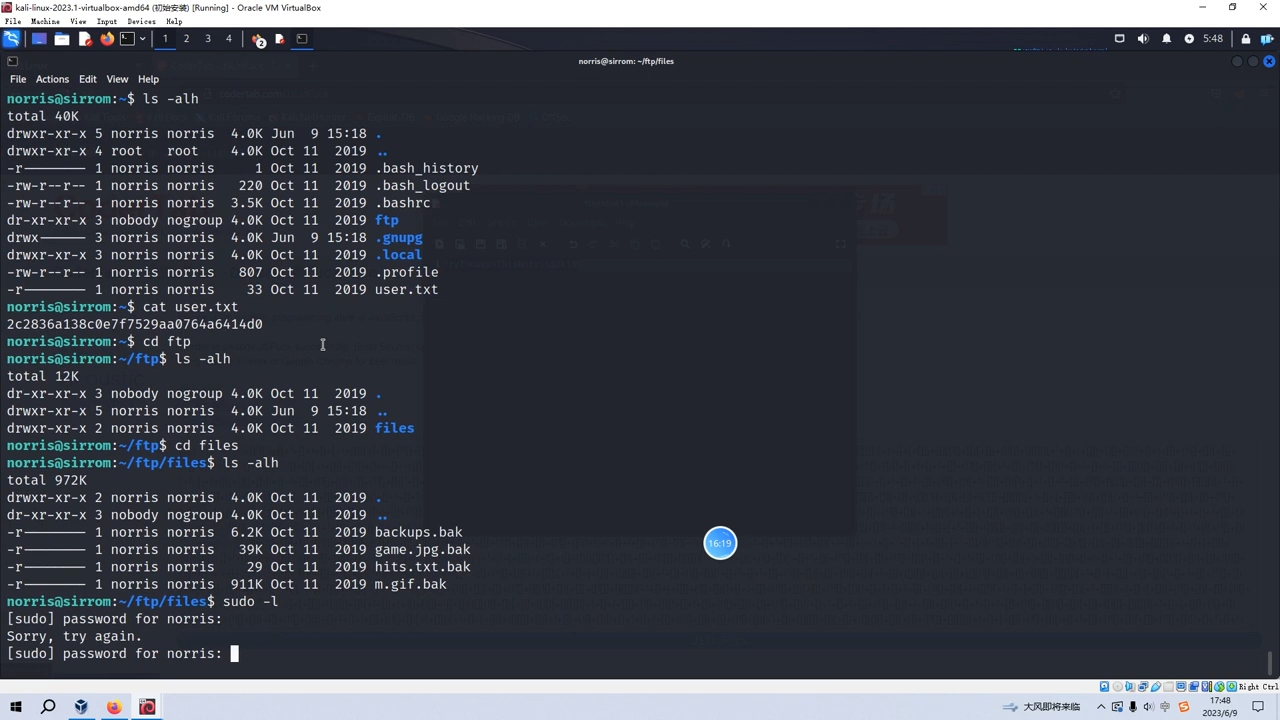 kali-linux-2023.1-virtualbox-amd64 (初始安装) [Running] - Oracle VM VirtualBox
File Machine View Input Devices Help
1 2 3 4 5:48
norris@sirrom: ~/ftp/files
File Actions Edit View Help
norris@sirrom:~$ ls -alh
total 40K
drwxr-xr-x 5 norris norris 4.0K Jun 9 15:18 .
drwxr-xr-x 4 root root 4.0K Oct 11 2019 ..
-r-------- 1 norris norris 1 Oct 11 2019 .bash_history
-rw-r--r-- 1 norris norris 220 Oct 11 2019 .bash_logout
-rw-r--r-- 1 norris norris 3.5K Oct 11 2019 .bashrc
dr-xr-xr-x 3 nobody nogroup 4.0K Oct 11 2019 ftp
drwx------ 3 norris norris 4.0K Jun 9 15:18 .gnupg
drwxr-xr-x 3 norris norris 4.0K Oct 11 2019 .local
-rw-r--r-- 1 norris norris 807 Oct 11 2019 .profile
-r-------- 1 norris norris 33 Oct 11 2019 user.txt
norris@sirrom:~$ cat user.txt
2c2836a138c0e7f7529aa0764a6414d0
norris@sirrom:~$ cd ftp
norris@sirrom:~/ftp$ ls -alh
total 12K
dr-xr-xr-x 3 nobody nogroup 4.0K Oct 11 2019 .
drwxr-xr-x 5 norris norris 4.0K Jun 9 15:18 ..
drwxr-xr-x 2 norris norris 4.0K Oct 11 2019 files
norris@sirrom:~/ftp$ cd files
norris@sirrom:~/ftp/files$ ls -alh
total 972K
drwxr-xr-x 2 norris norris 4.0K Oct 11 2019 .
dr-xr-xr-x 3 nobody nogroup 4.0K Oct 11 2019 ..
-r-------- 1 norris norris 6.2K Oct 11 2019 backups.bak
-r-------- 1 norris norris 39K Oct 11 2019 game.jpg.bak
-r-------- 1 norris norris 29 Oct 11 2019 hits.txt.bak
-r-------- 1 norris norris 911K Oct 11 2019 m.gif.bak
norris@sirrom:~/ftp/files$ sudo -l
[sudo] password for norris:
Sorry, try again.
[sudo] password for norris:
16:19
Right Ctrl
大风即将来临
中
17:48
2023/6/9